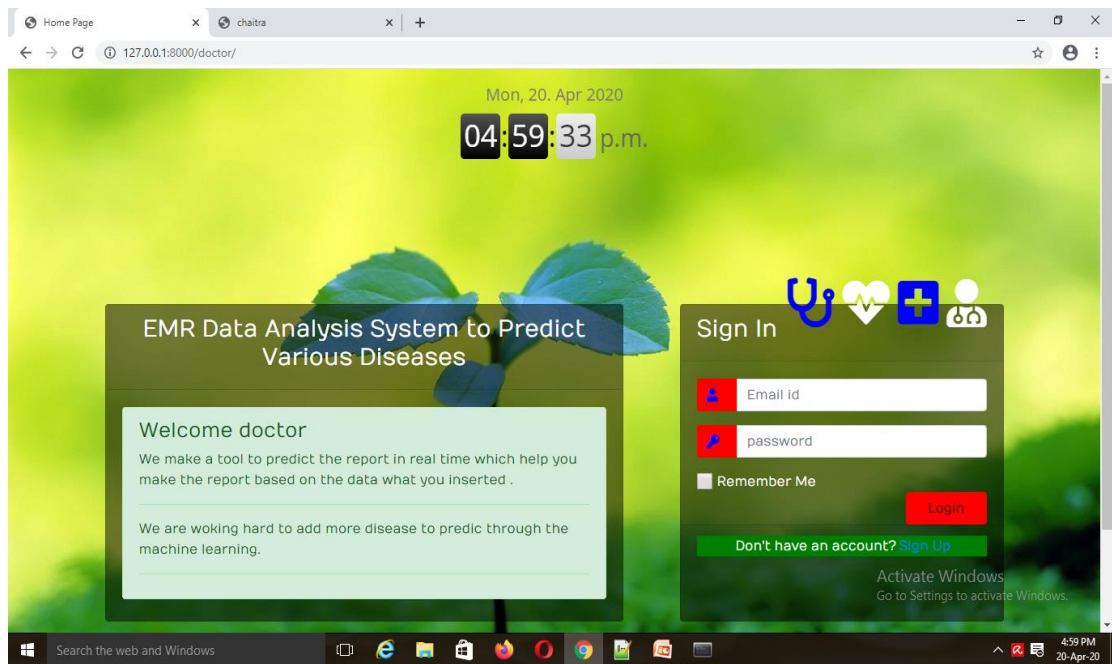 Home Page
chaitra
127.0.0.1:8000/doctor/
Mon, 20. Apr 2020
04:59:33 p.m.
EMR Data Analysis System to Predict
Various Diseases
Welcome doctor
We make a tool to predict the report in real time which help you
make the report based on the data what you inserted .
We are woking hard to add more disease to predic through the
machine learning.
Sign In
Email id
password
Remember Me
Login
Don't have an account? Sign Up
Activate Windows
Go to Settings to activate Windows.
Search the web and Windows
4:59 PM
20-Apr-20